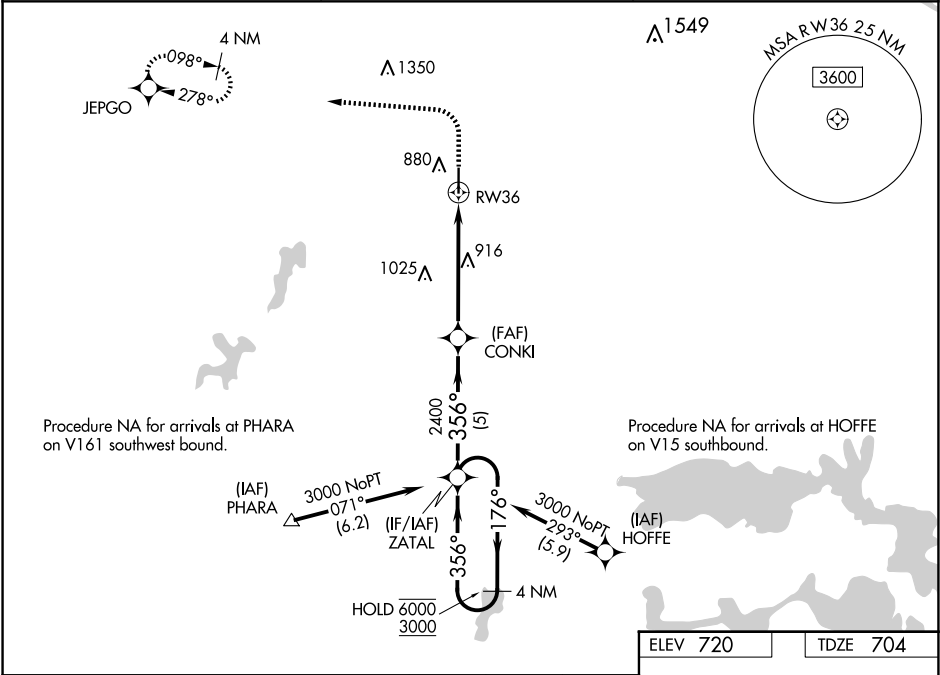 4 NM
098°
278°
JEPGO
1350
1549
MSA RW36 25 NM
3600
880
RW36
1025
916
(FAF)
CONKI
2400
356°
(5)
Procedure NA for arrivals at PHARA
on V161 southwest bound.
Procedure NA for arrivals at HOFFE
on V15 southbound.
(IAF)
PHARA
3000 NoPT
071°
(6.2)
(IF/IAF)
ZATAL
176°
356°
3000 NoPT
293°
(5.9)
(IAF)
HOFFE
HOLD 6000
3000
4 NM
ELEV 720
TDZE 704